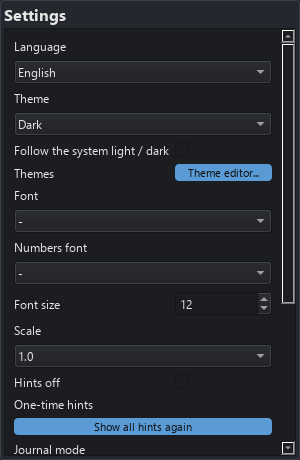 Settings
Language
English
Theme
Dark
Follow the system light / dark
Themes Theme editor...
Font
-
Numbers font
-
Font size 12
Scale
1.0
Hints off
One-time hints
Show all hints again
Journal mode